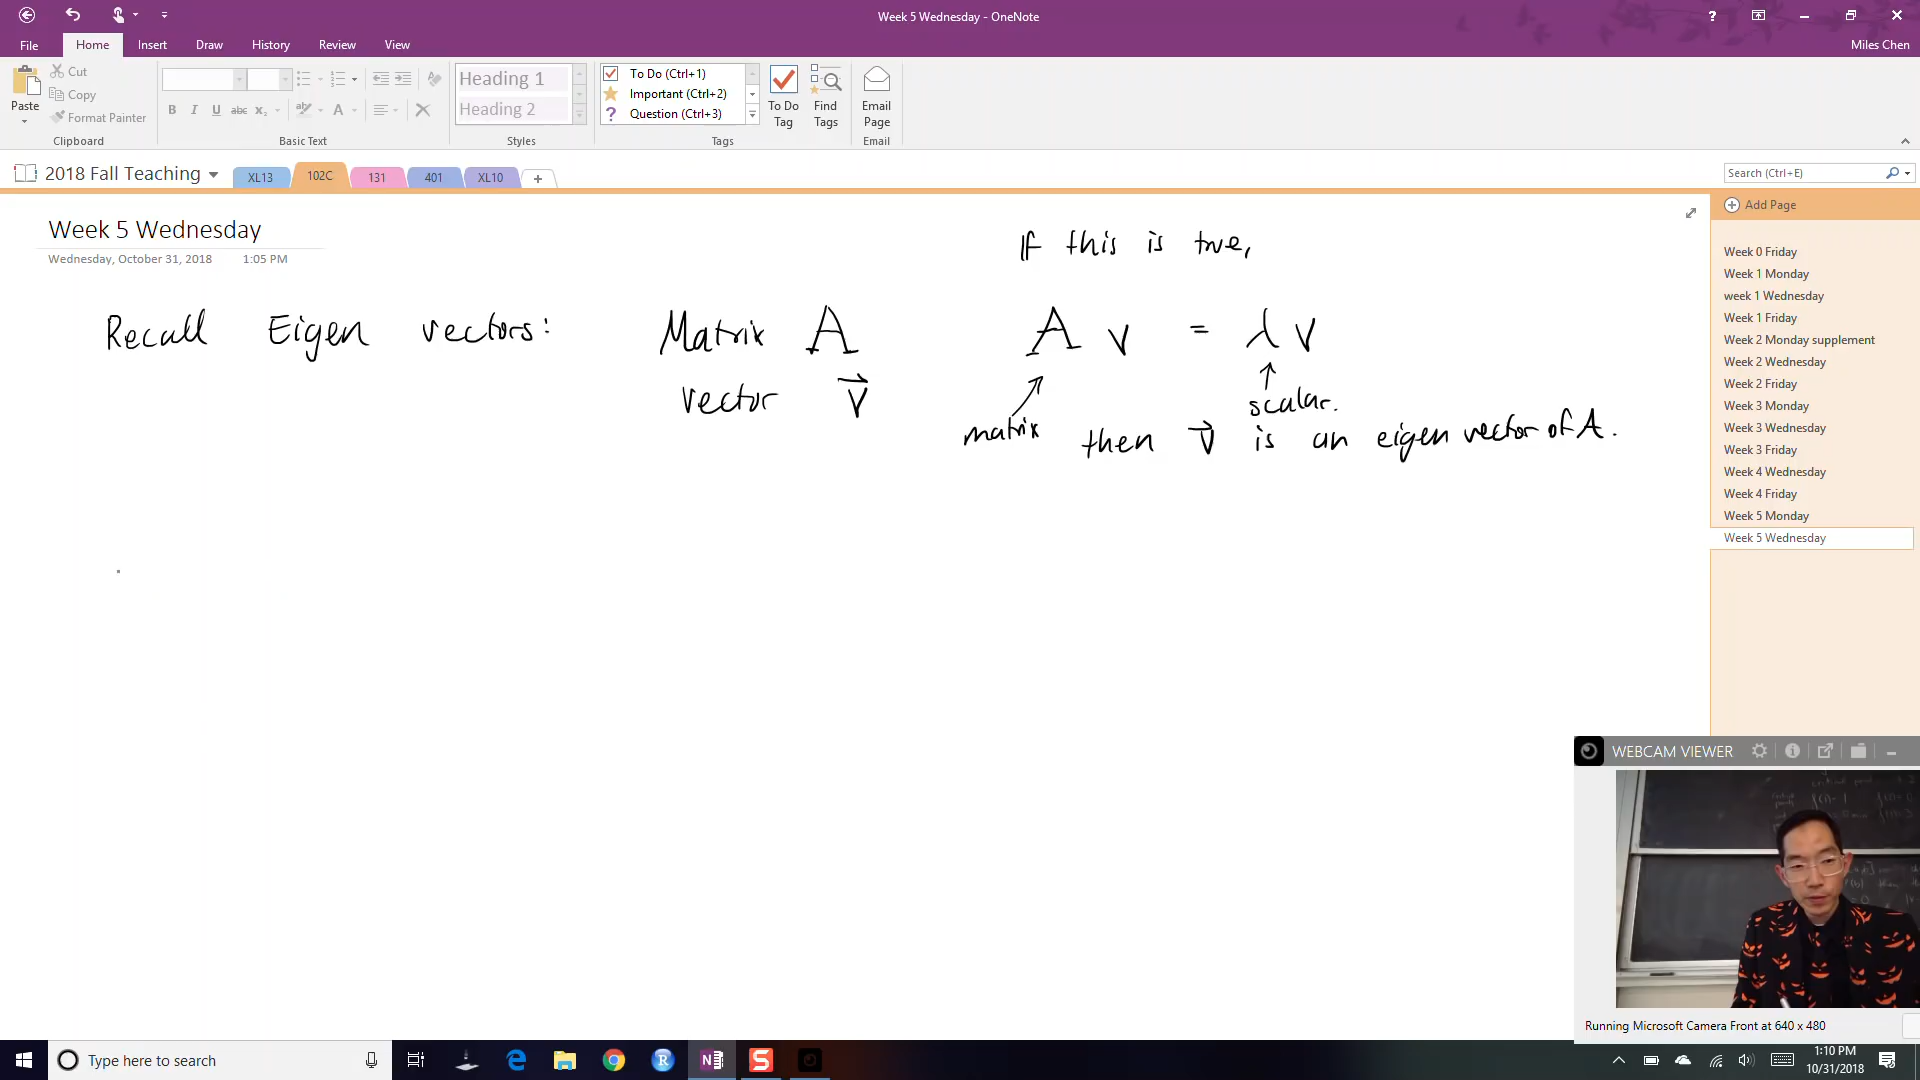 Week 5 Wednesday - OneNote
Miles Chen
File Home Insert Draw History Review View
Paste
Cut
Copy
Format Painter
Clipboard
B I U abc x₂ A
Basic Text
Heading 1
Heading 2
Styles
To Do (Ctrl+1)
Important (Ctrl+2)
Question (Ctrl+3)
To Do Tag
Find Tags
Tags
Email Page
Email
2018 Fall Teaching
XL13 102C 131 401 XL10
Search (Ctrl+E)
Week 5 Wednesday
Wednesday, October 31, 2018 1:05 PM
If this is true,
Recall Eigen vectors: Matrix A A v = λ v
vector v⃗
matrix
scalar.
then v⃗ is an eigen vector of A.
Add Page
Week 0 Friday
Week 1 Monday
week 1 Wednesday
Week 1 Friday
Week 2 Monday supplement
Week 2 Wednesday
Week 2 Friday
Week 3 Monday
Week 3 Wednesday
Week 3 Friday
Week 4 Wednesday
Week 4 Friday
Week 5 Monday
Week 5 Wednesday
WEBCAM VIEWER
Running Microsoft Camera Front at 640 x 480
Type here to search
1:10 PM
10/31/2018